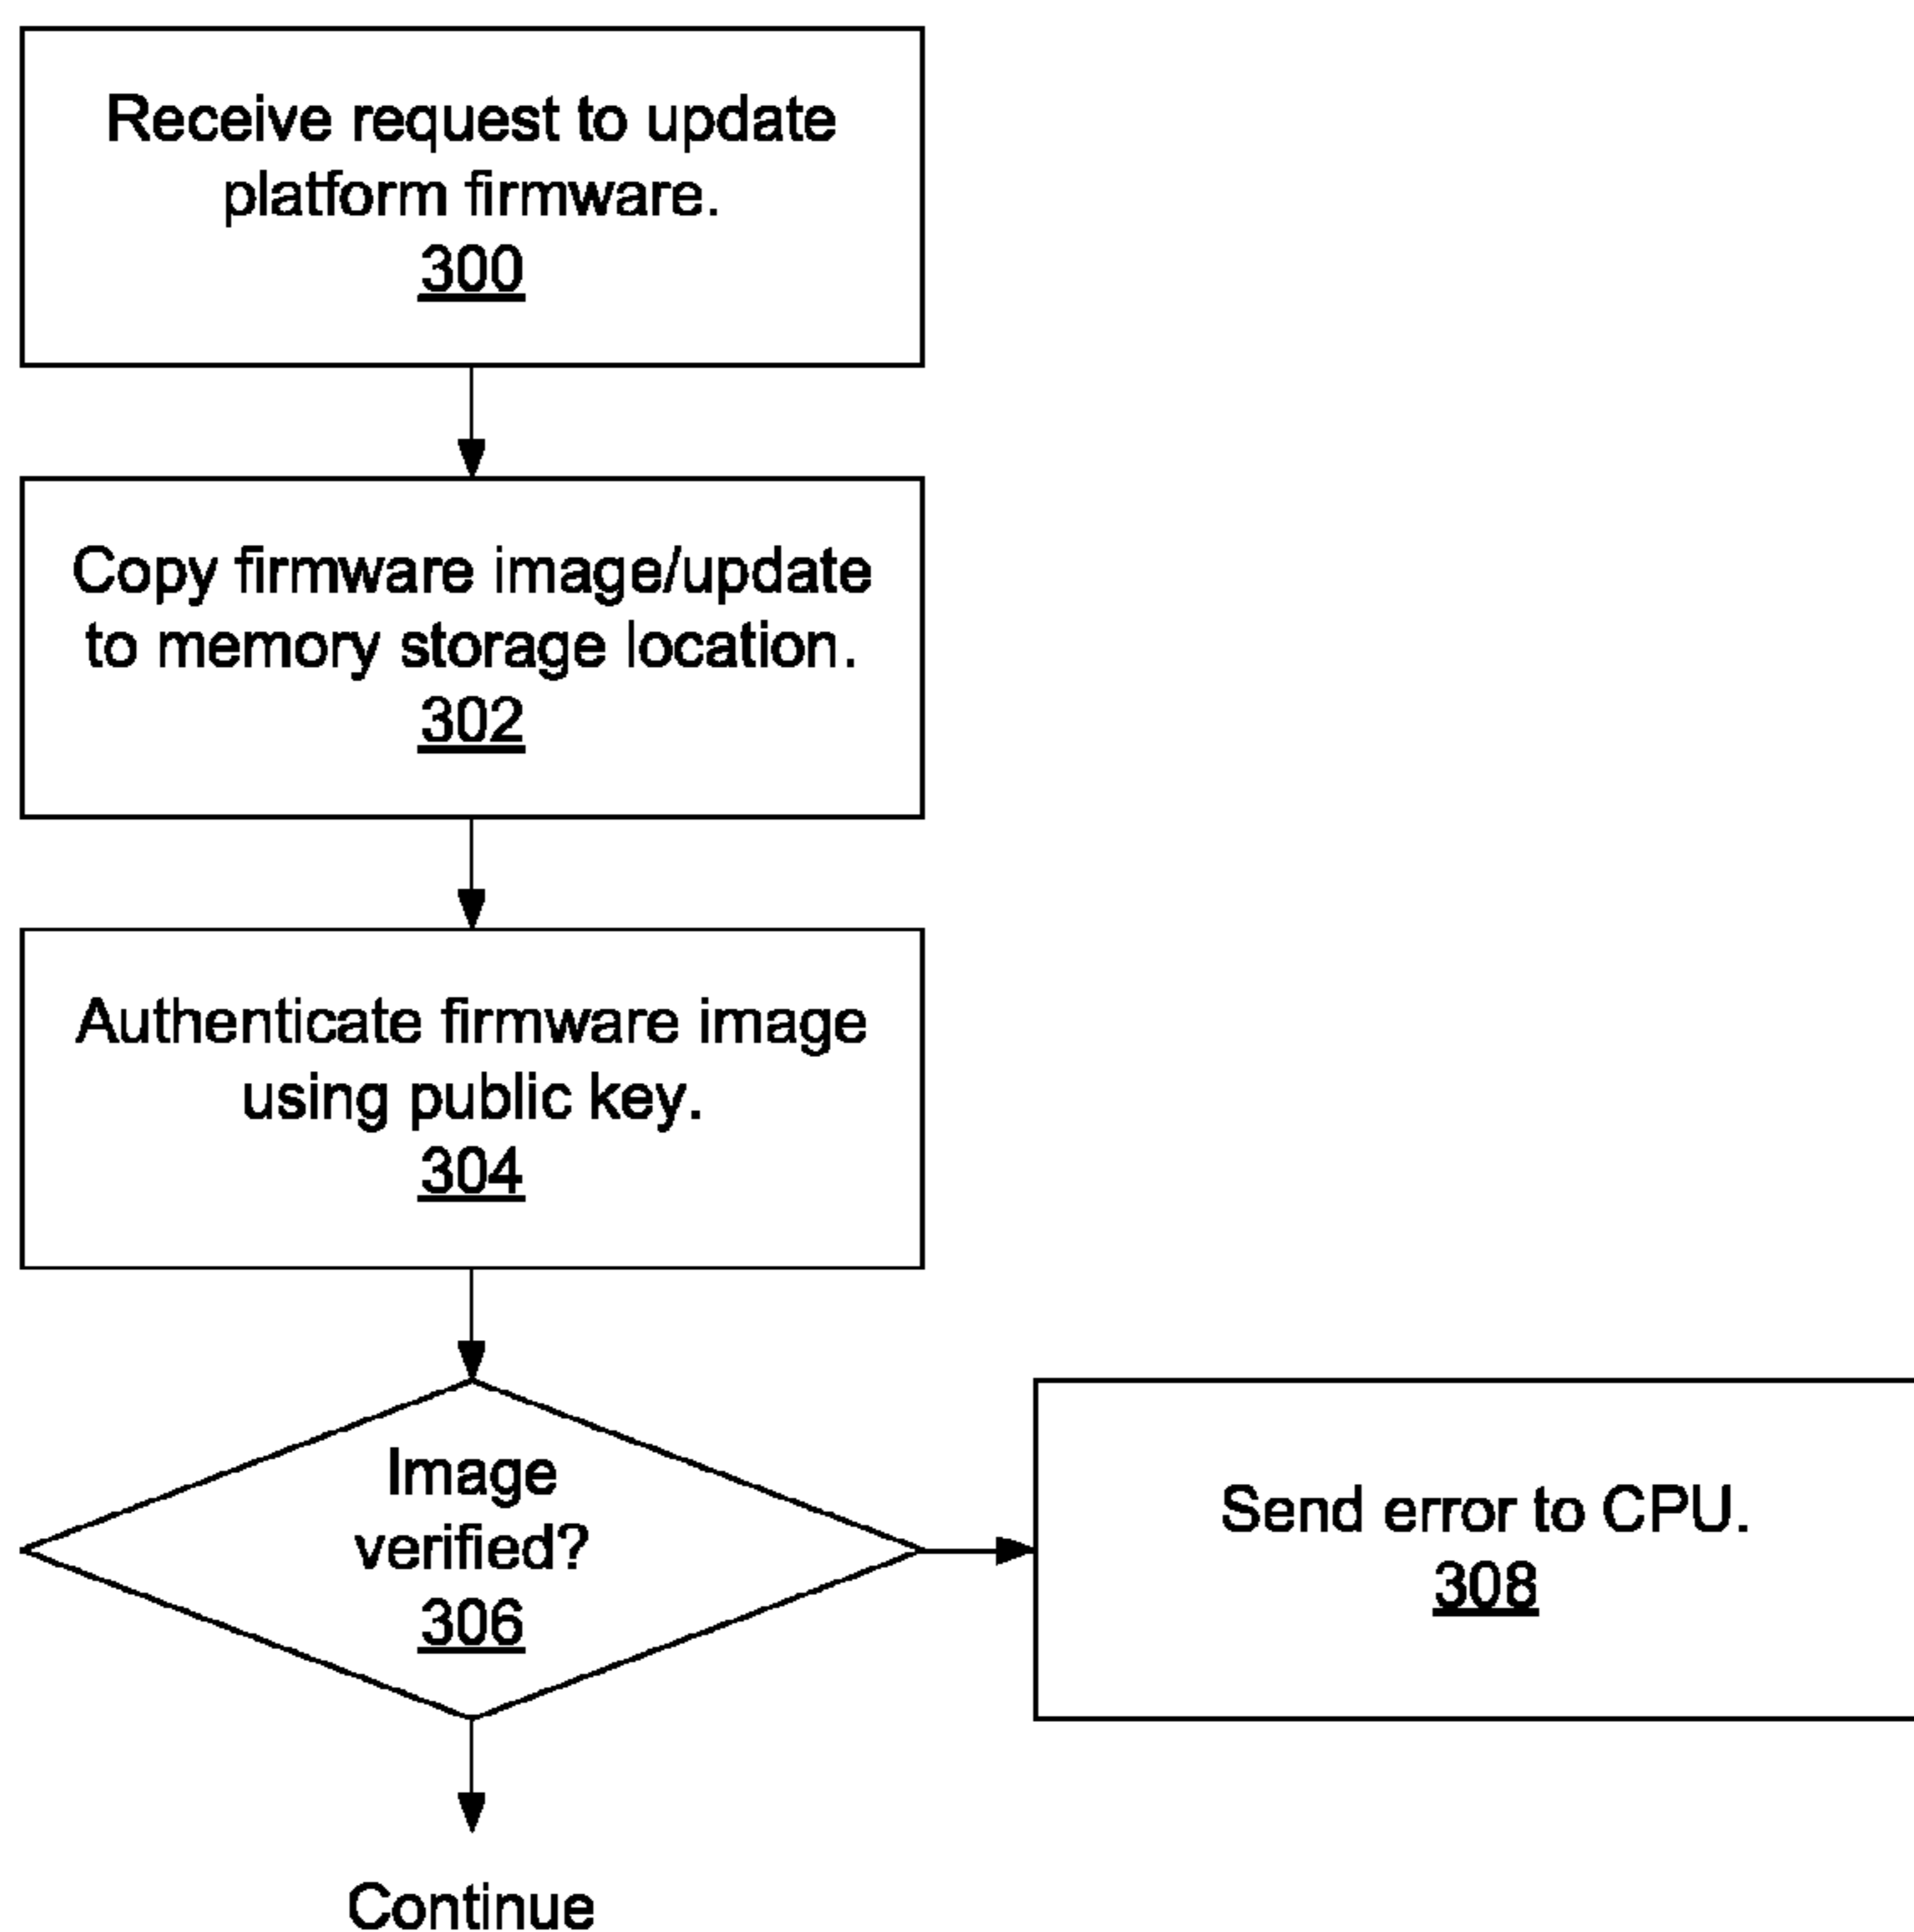 Receive request to update
platform firmware.
300
Copy firmware image/update
to memory storage location.
302
Authenticate firmware image
using public key.
304
Image
verified?
306
Send error to CPU.
308
Continue